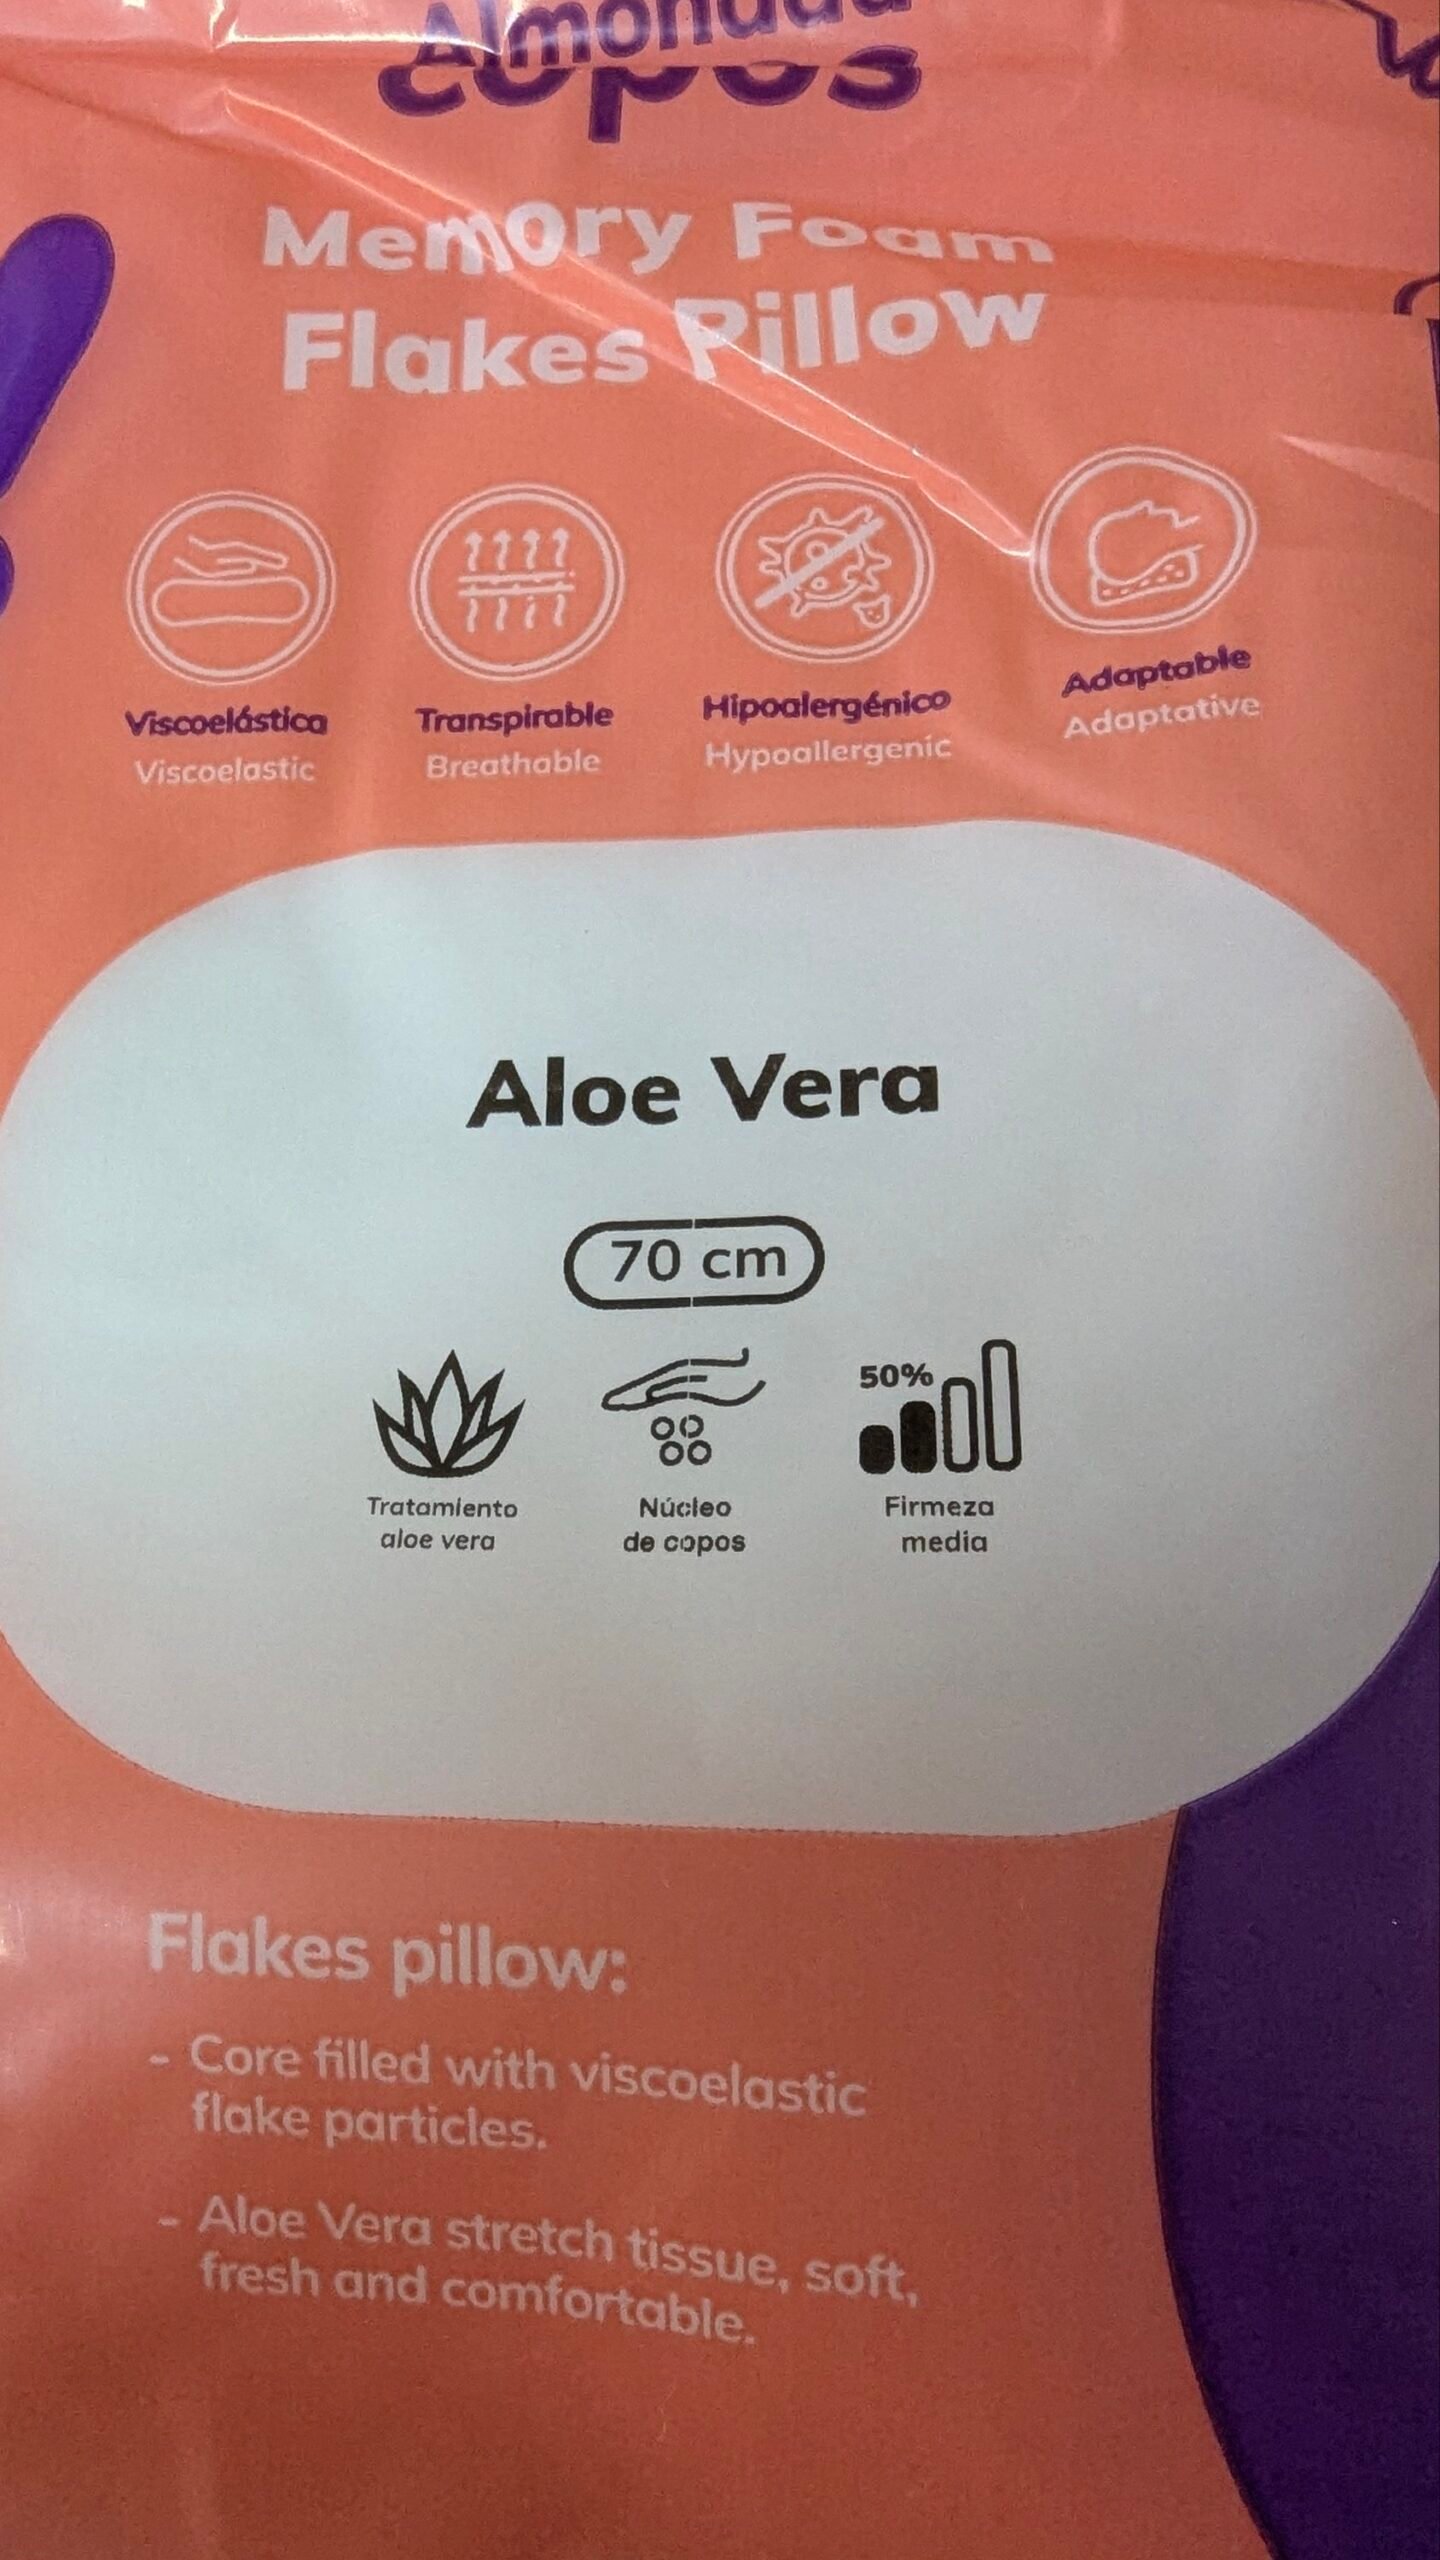 Almohada
copos
Memory Foam
Flakes Pillow
Viscoelástica
Viscoelastic
Transpirable
Breathable
Hipoalergénico
Hypoallergenic
Adaptable
Adaptative
Aloe Vera
70 cm
50%
Tratamiento
aloe vera
Núcleo
de copos
Firmeza
media
Flakes pillow:
- Core filled with viscoelastic
flake particles.
- Aloe Vera stretch tissue, soft,
fresh and comfortable.